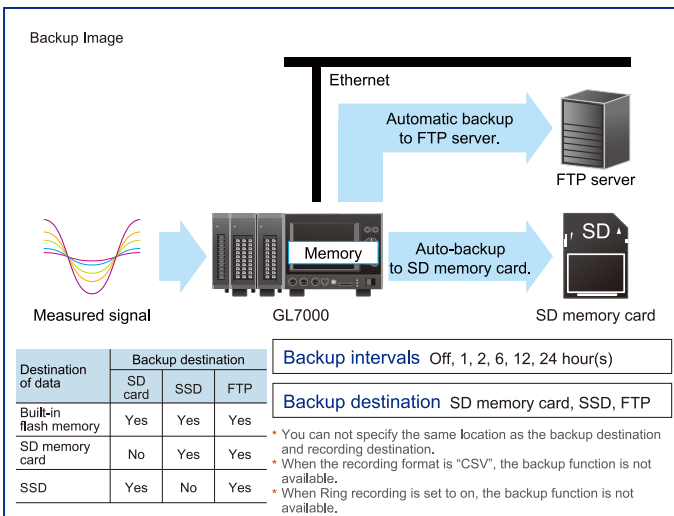 Backup Image
Ethernet
Automatic backup
to FTP server.
FTP server
Memory
Auto-backup
to SD memory card.
SD
Measured signal
GL7000
SD memory card
Destination
of data
Backup destination
SD
card
SSD
FTP
Built-in
flash memory
Yes
Yes
Yes
SD memory
card
No
Yes
Yes
SSD
Yes
No
Yes
Backup intervals Off, 1, 2, 6, 12, 24 hour(s)
Backup destination SD memory card, SSD, FTP
* You can not specify the same location as the backup destination
and recording destination.
* When the recording format is “CSV”, the backup function is not
available.
* When Ring recording is set to on, the backup function is not
available.